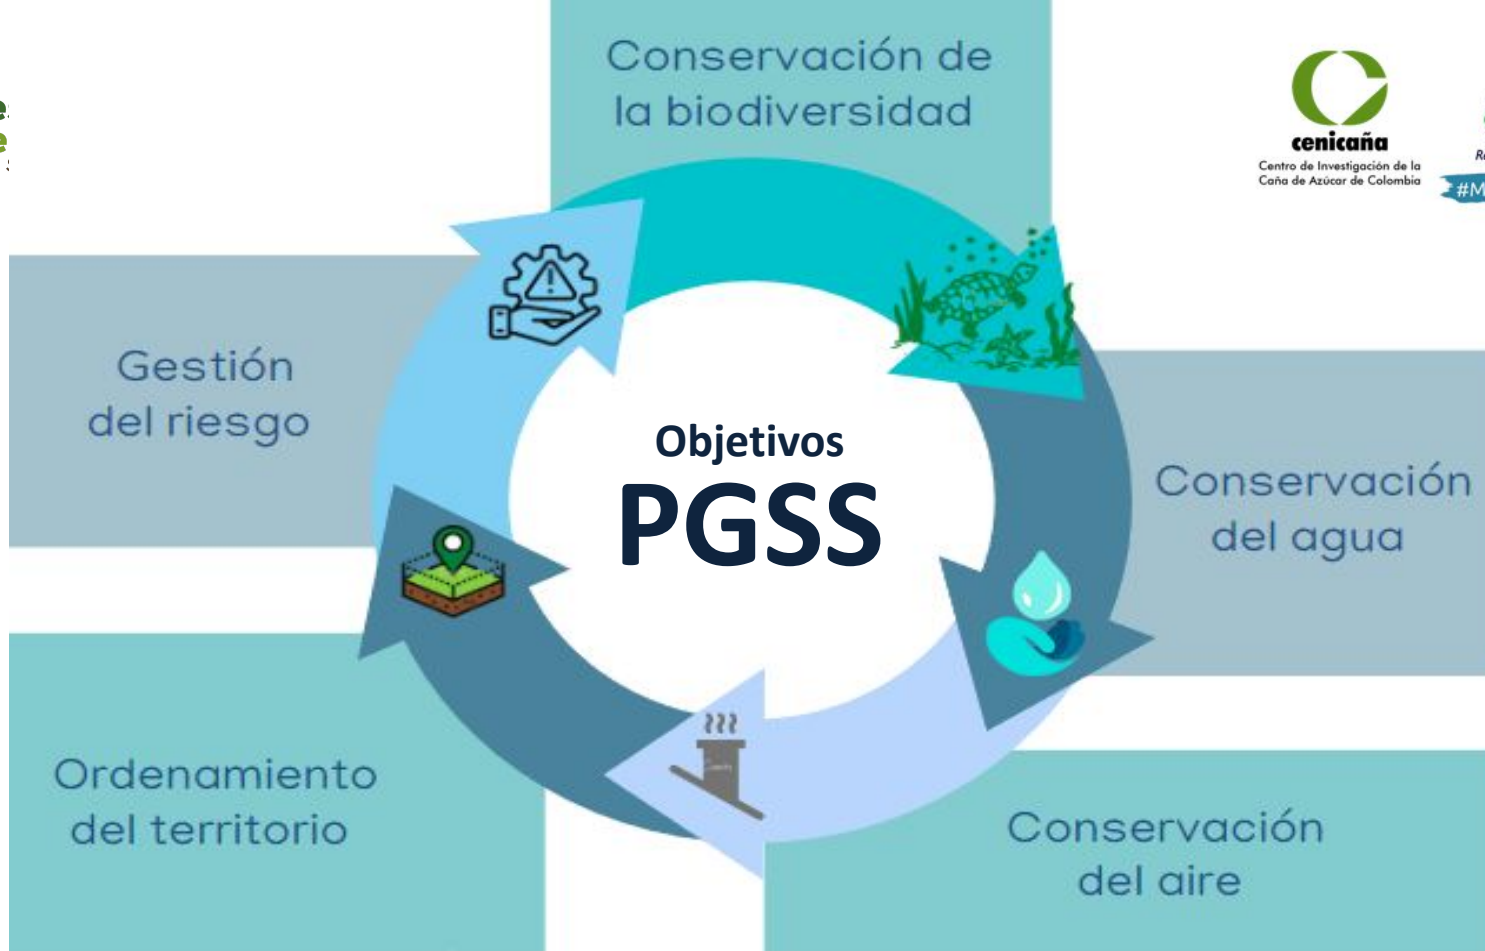 Conservación de
la biodiversidad
cenicaña
Centro de Investigación de la
Caña de Azúcar de Colombia
#M
Gestión
del riesgo
Objetivos
PGSS
Conservación
del agua
Ordenamiento
del territorio
Conservación
del aire